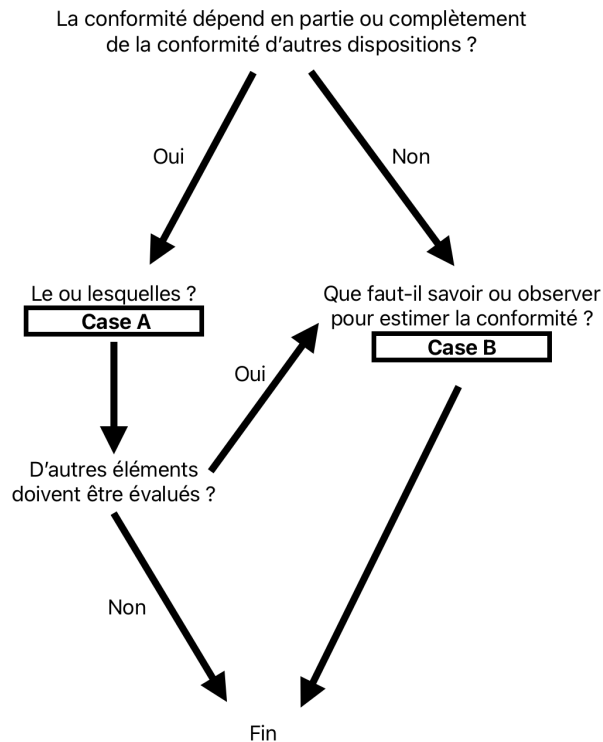 La conformité dépend en partie ou complètement
de la conformité d'autres dispositions ?
Oui
Non
Le ou lesquelles ?
Case A
Que faut-il savoir ou observer
pour estimer la conformité ?
Case B
Oui
D'autres éléments
doivent être évalués ?
Non
Fin